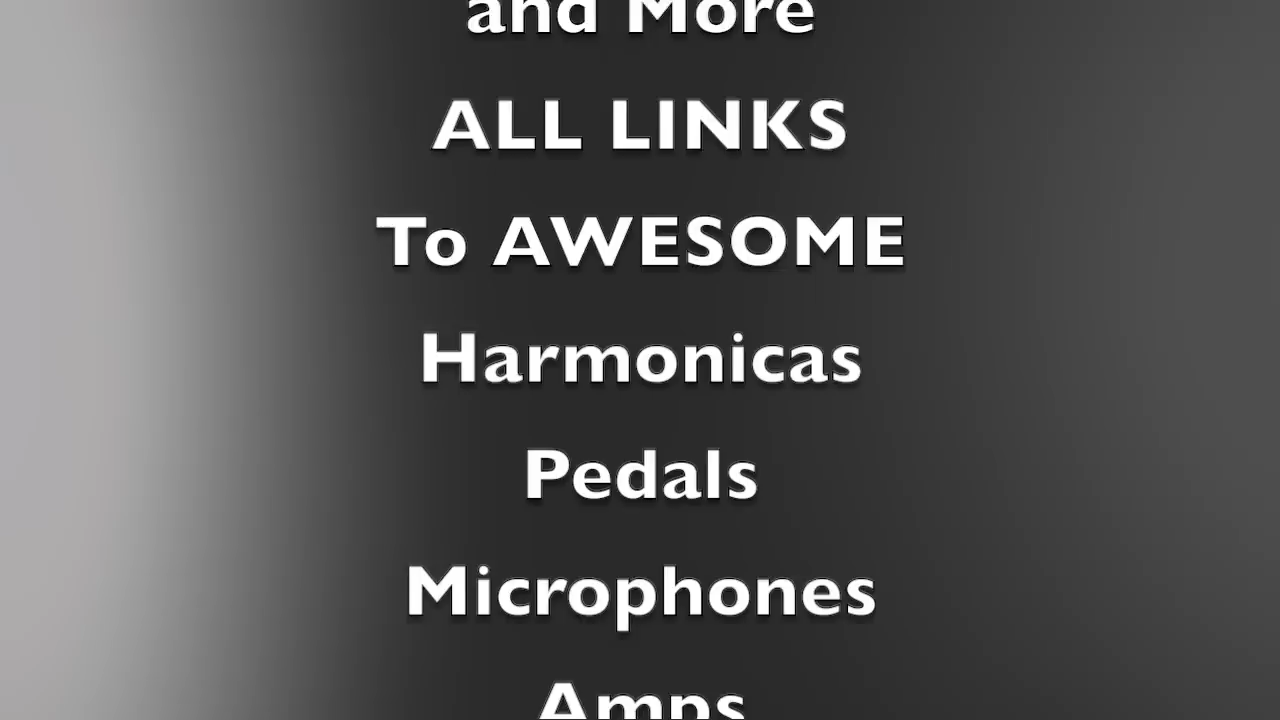 and More
ALL LINKS
To AWESOME
Harmonicas
Pedals
Microphones
Amps